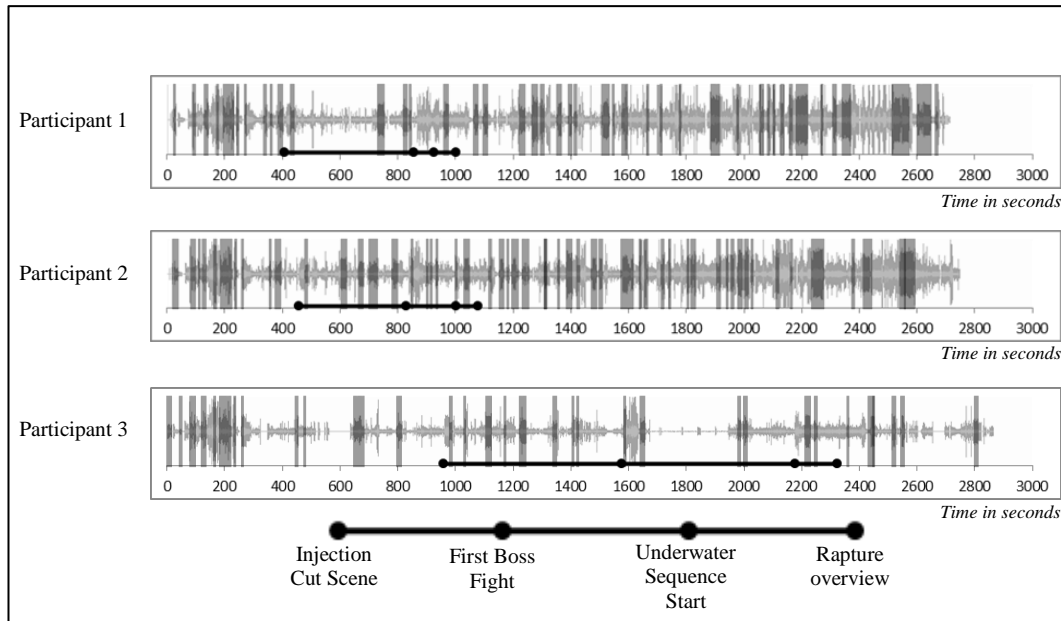 Participant 1
0 200 400 600 800 1000 1200 1400 1600 1800 2000 2200 2400 2600 2800 3000
Time in seconds
Participant 2
0 200 400 600 800 1000 1200 1400 1600 1800 2000 2200 2400 2600 2800 3000
Time in seconds
Participant 3
0 200 400 600 800 1000 1200 1400 1600 1800 2000 2200 2400 2600 2800 3000
Time in seconds
Injection
Cut Scene
First Boss
Fight
Underwater
Sequence
Start
Rapture
overview